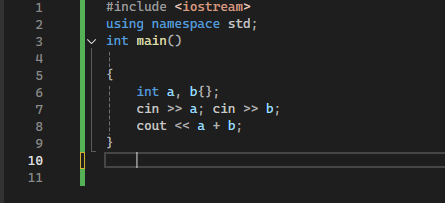 1 #include <iostream>
2 using namespace std;
3 int main()
4
5 {
6 int a, b{};
7 cin >> a; cin >> b;
8 cout << a + b;
9 }
10
11